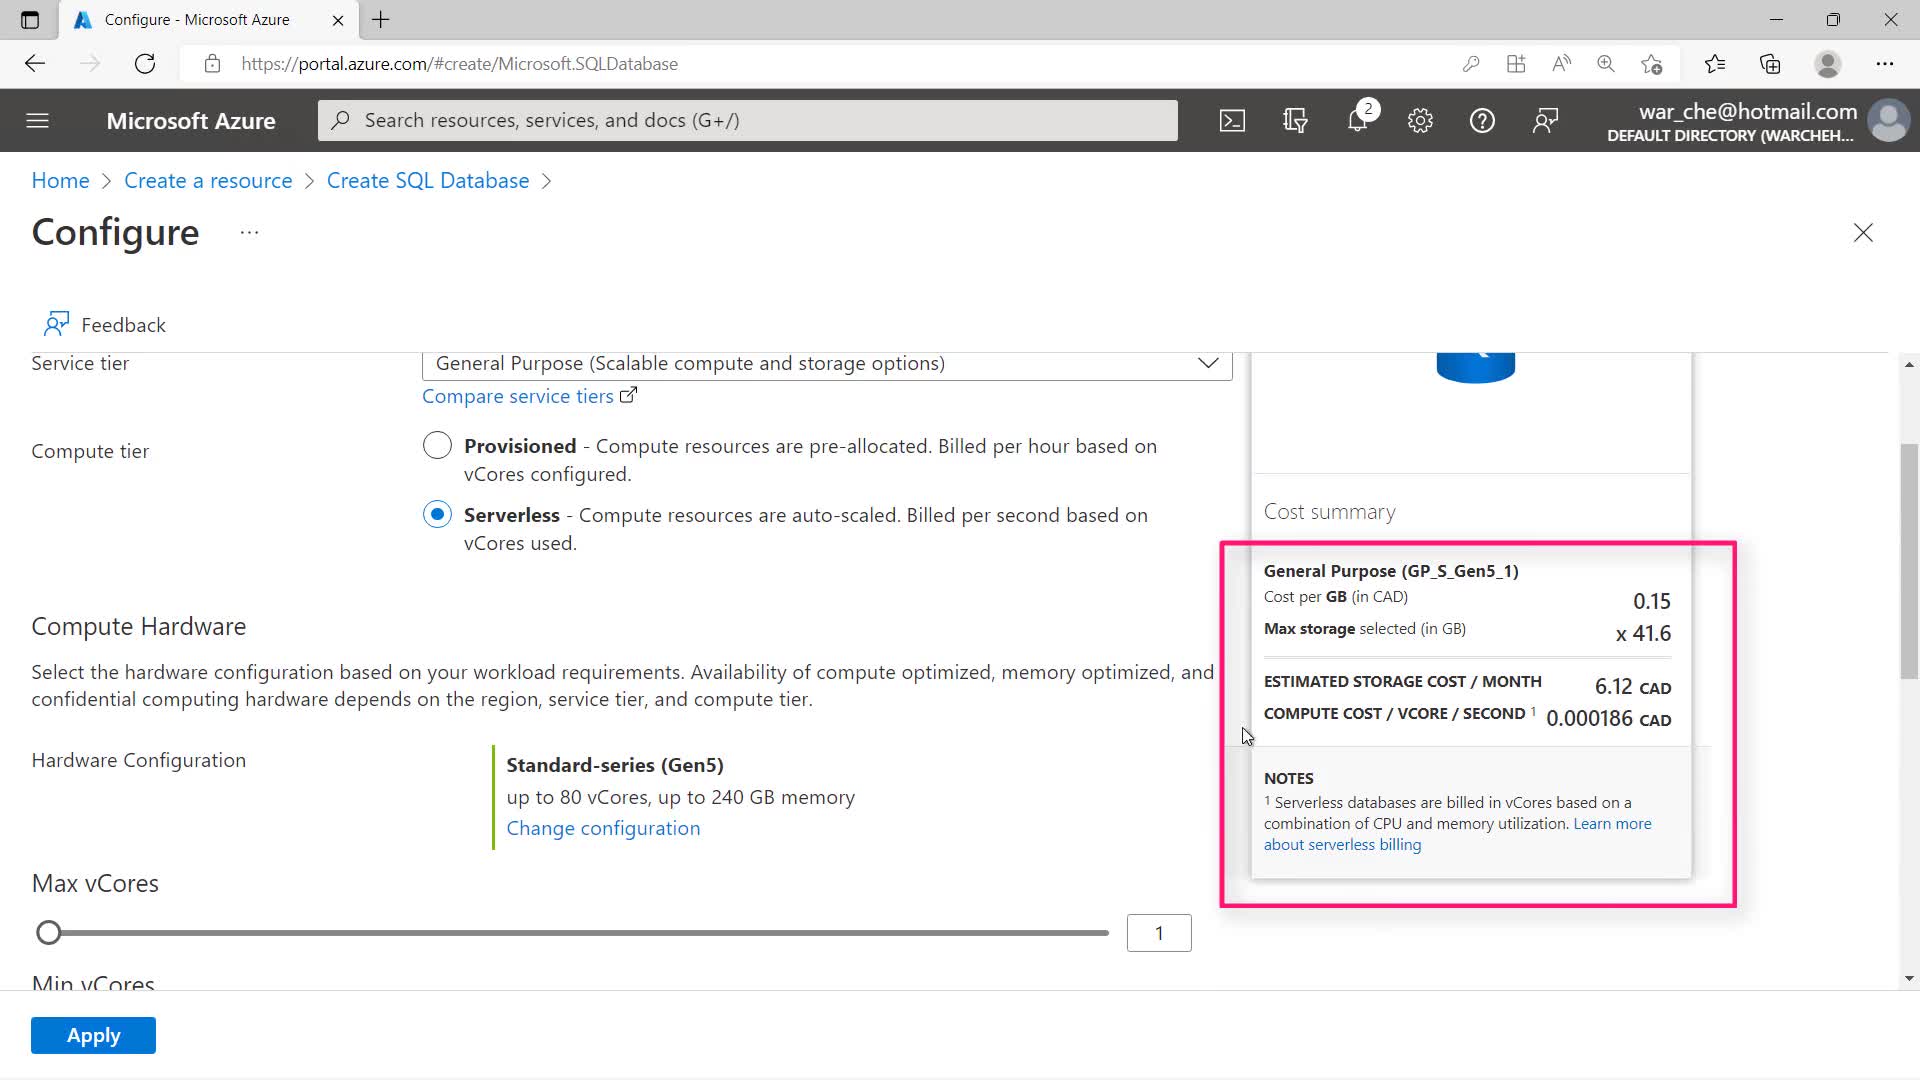 Configure - Microsoft Azure
https://portal.azure.com/#create/Microsoft.SQLDatabase
Microsoft Azure
Search resources, services, and docs (G+/)
2
war_che@hotmail.com
DEFAULT DIRECTORY (WARCHEH...
Home > Create a resource > Create SQL Database >
Configure ...
Feedback
Service tier
General Purpose (Scalable compute and storage options)
Compare service tiers
Compute tier
Provisioned - Compute resources are pre-allocated. Billed per hour based on
vCores configured.
Serverless - Compute resources are auto-scaled. Billed per second based on
vCores used.
Compute Hardware
Select the hardware configuration based on your workload requirements. Availability of compute optimized, memory optimized, and
confidential computing hardware depends on the region, service tier, and compute tier.
Hardware Configuration
Standard-series (Gen5)
up to 80 vCores, up to 240 GB memory
Change configuration
Max vCores
1
Min vCores
Apply
Cost summary
General Purpose (GP_S_Gen5_1)
Cost per GB (in CAD) 0.15
Max storage selected (in GB) x 41.6
ESTIMATED STORAGE COST / MONTH 6.12 CAD
COMPUTE COST / VCORE / SECOND 1 0.000186 CAD
NOTES
1 Serverless databases are billed in vCores based on a
combination of CPU and memory utilization. Learn more
about serverless billing